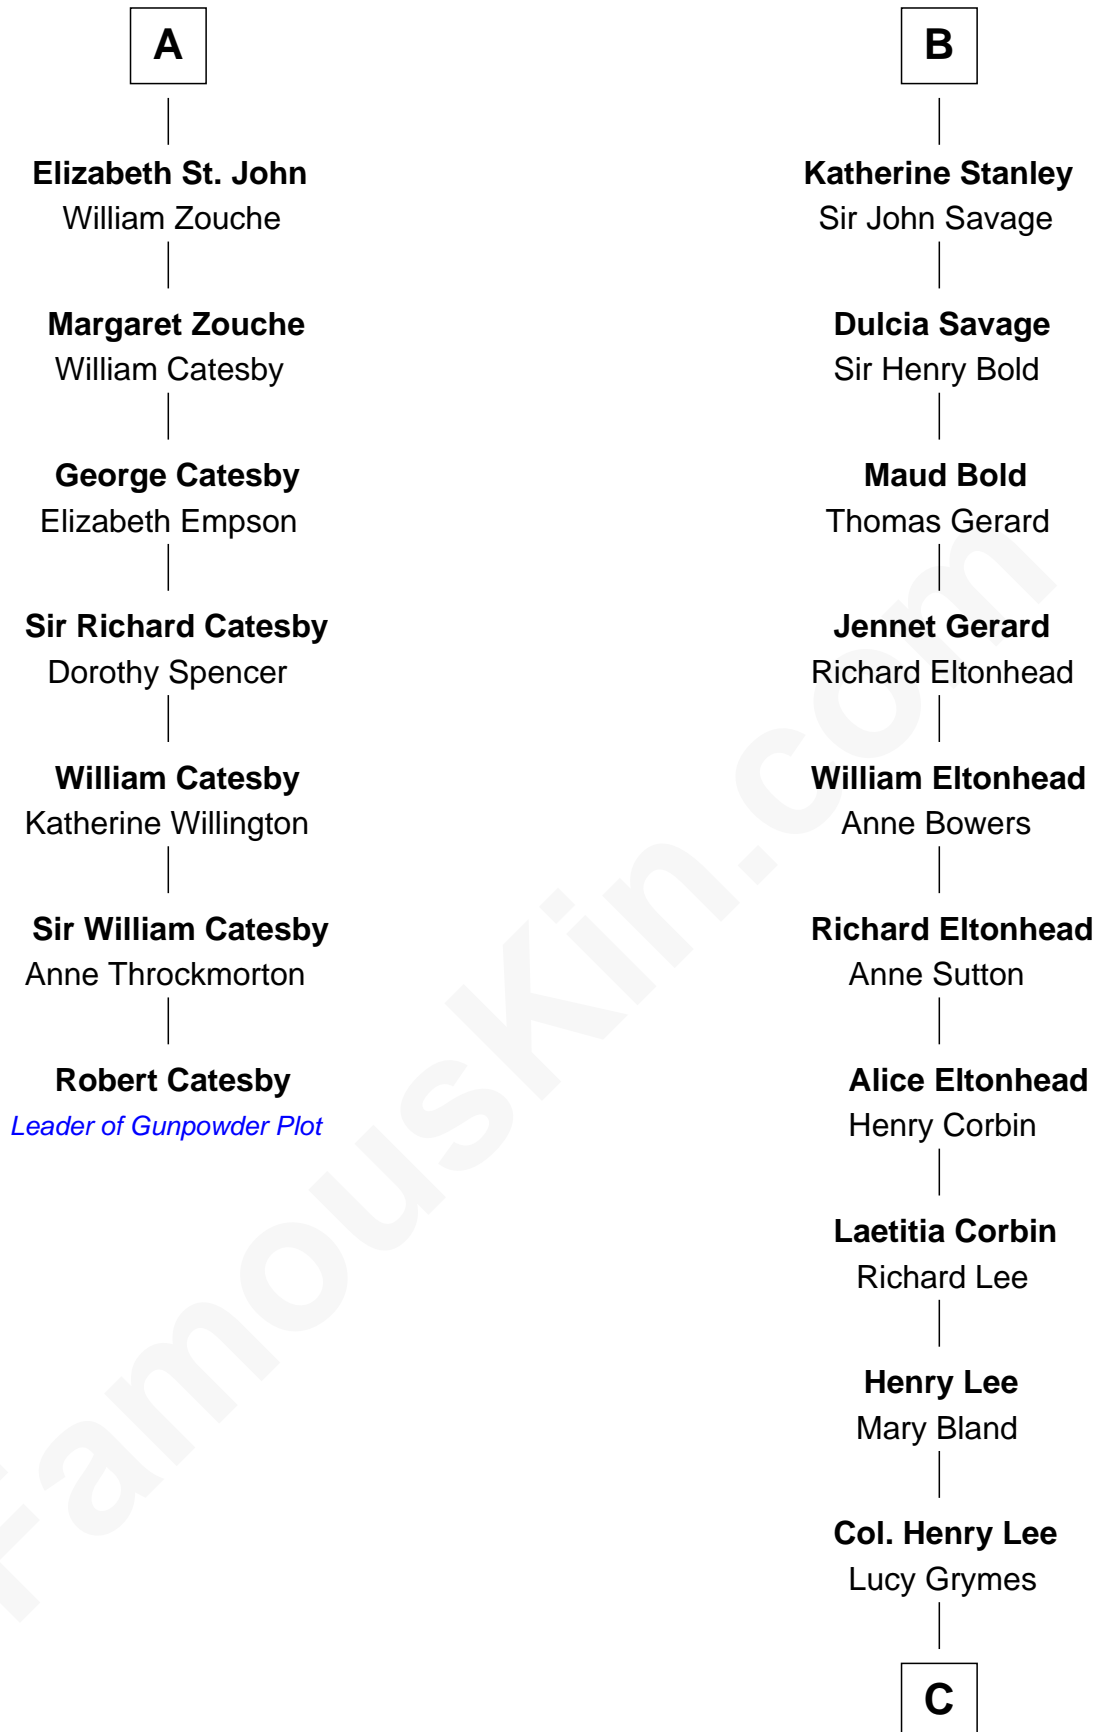 A
Elizabeth St. John
William Zouche
Margaret Zouche
William Catesby
George Catesby
Elizabeth Empson
Sir Richard Catesby
Dorothy Spencer
William Catesby
Katherine Willington
Sir William Catesby
Anne Throckmorton
Robert Catesby
Leader of Gunpowder Plot
B
Katherine Stanley
Sir John Savage
Dulcia Savage
Sir Henry Bold
Maud Bold
Thomas Gerard
Jennet Gerard
Richard Eltonhead
William Eltonhead
Anne Bowers
Richard Eltonhead
Anne Sutton
Alice Eltonhead
Henry Corbin
Laetitia Corbin
Richard Lee
Henry Lee
Mary Bland
Col. Henry Lee
Lucy Grymes
C
FamousKin.com